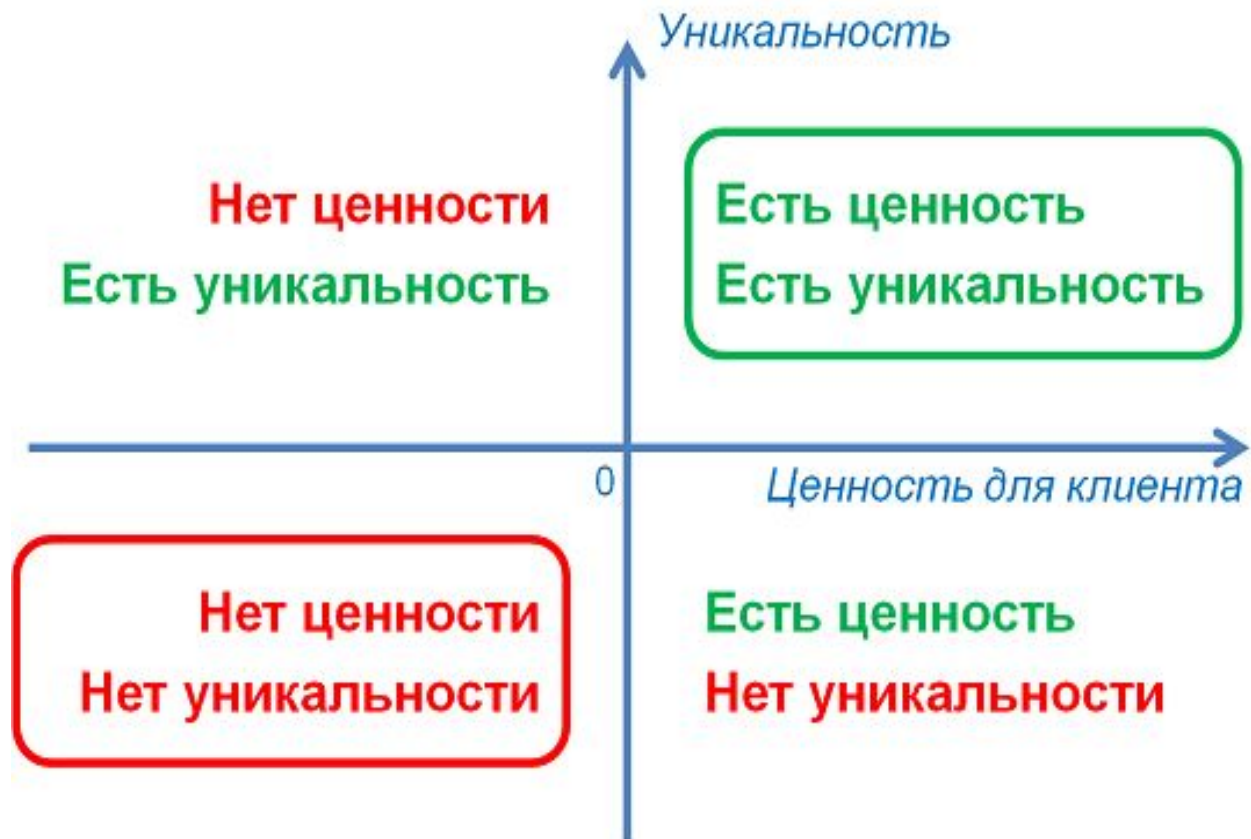 Уникальность
Нет ценности
Есть уникальность
Есть ценность
Есть уникальность
0
Ценность для клиента
Нет ценности
Нет уникальности
Есть ценность
Нет уникальности